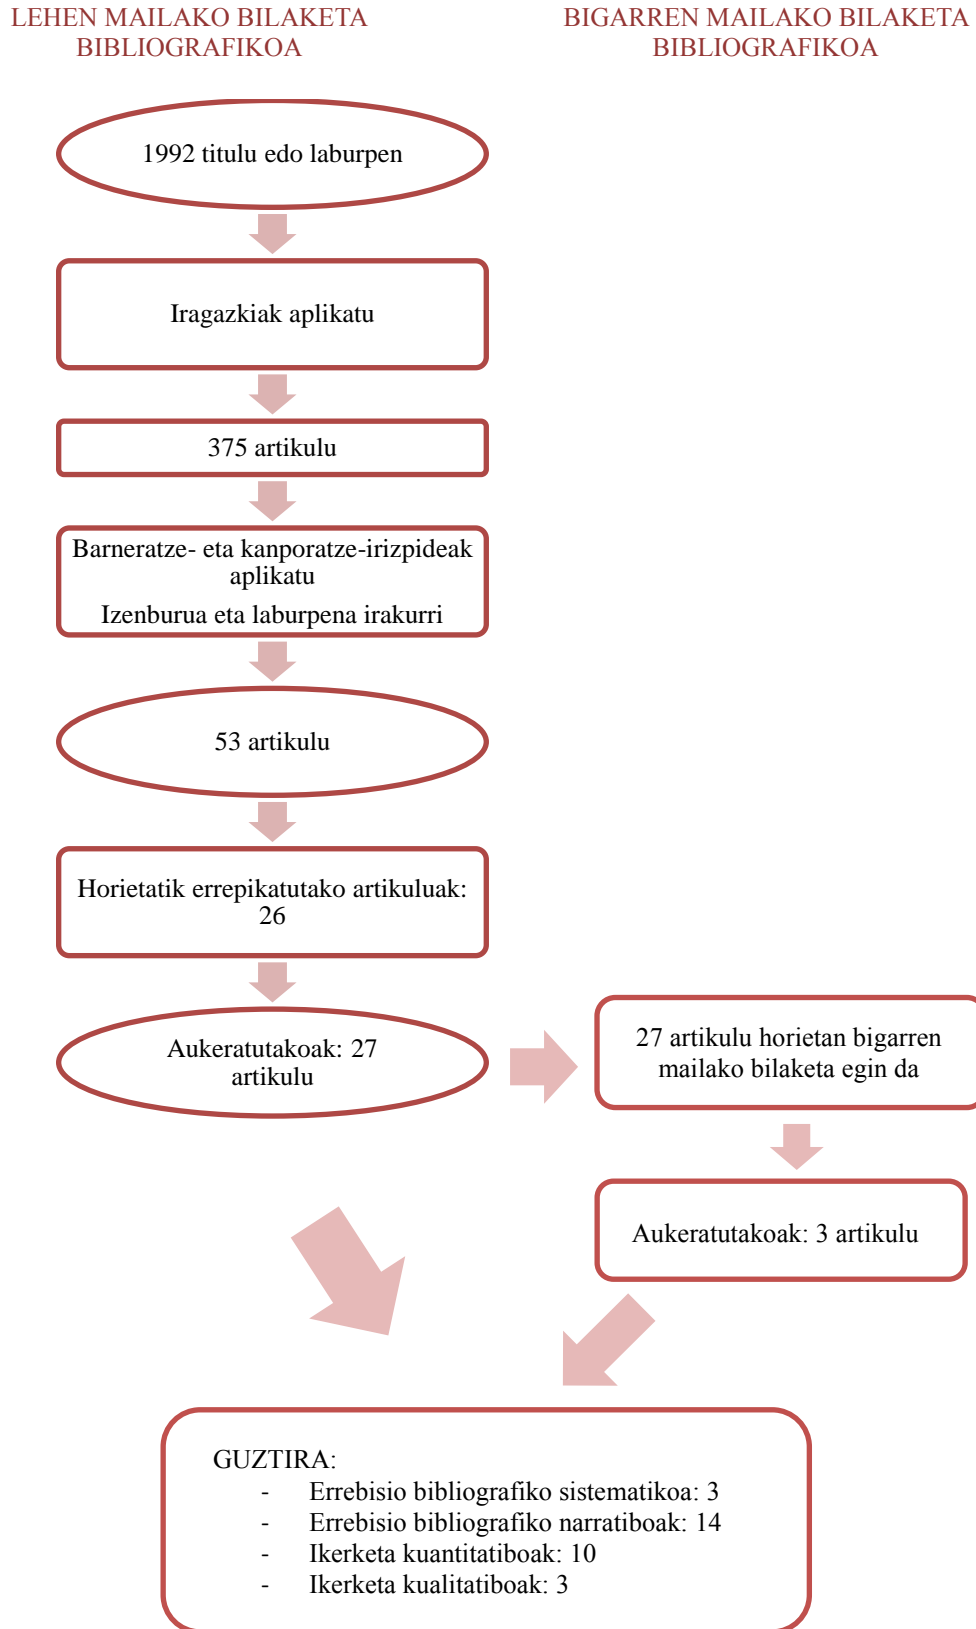 LEHEN MAILAKO BILAKETA
BIBLIOGRAFIKOA
BIGARREN MAILAKO BILAKETA
BIBLIOGRAFIKOA
1992 titulu edo laburpen
Iragazkiak aplikatu
375 artikulu
Barneratze- eta kanporatze-irizpideak
aplikatu
Izenburua eta laburpena irakurri
53 artikulu
Horietatik errepikatutako artikuluak:
26
Aukeratutakoak: 27
artikulu
27 artikulu horietan bigarren
mailako bilaketa egin da
Aukeratutakoak: 3 artikulu
GUZTIRA:
- Errebisio bibliografiko sistematikoa: 3
- Errebisio bibliografiko narratiboak: 14
- Ikerketa kuantitatiboak: 10
- Ikerketa kualitatiboak: 3